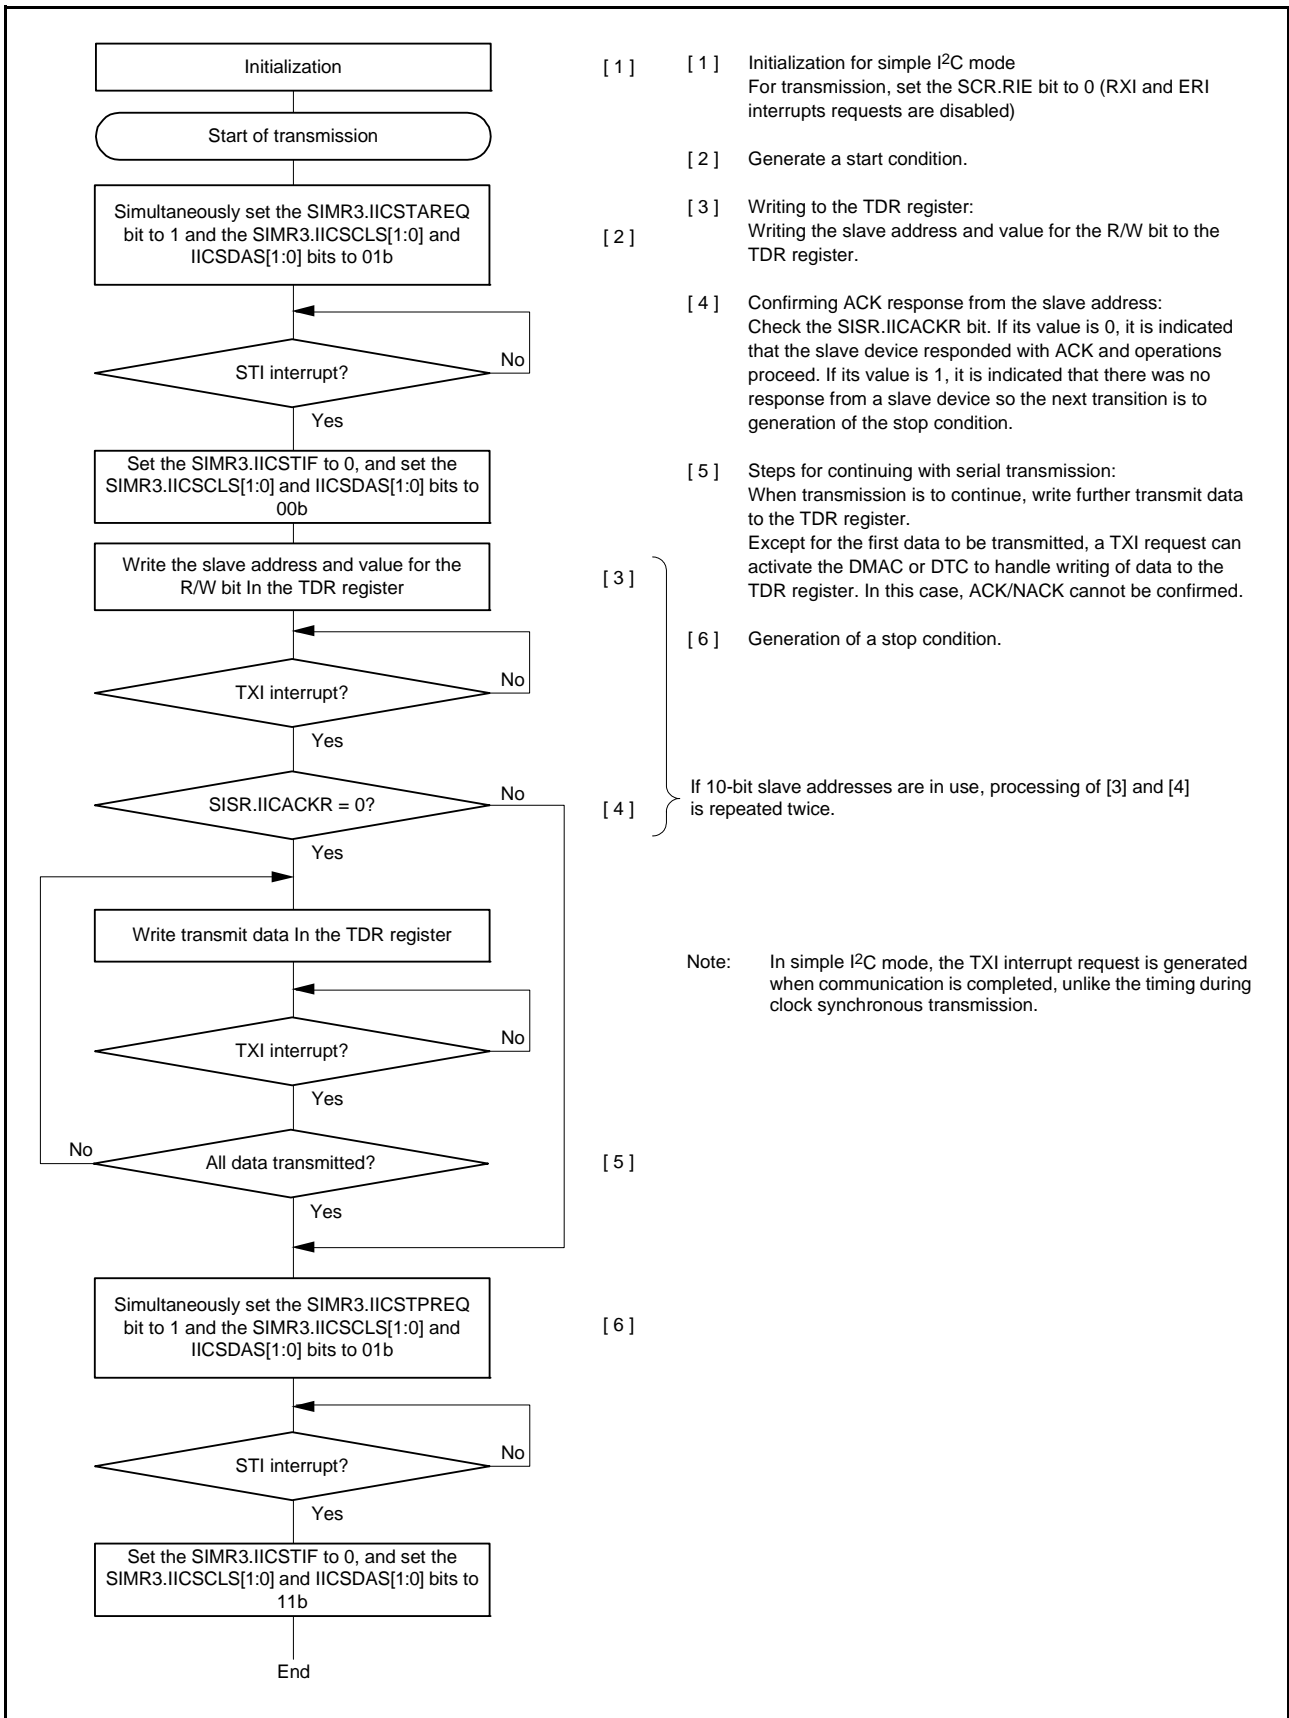 Initialization
[ 1 ]
Start of transmission
Simultaneously set the SIMR3.IICSTAREQ
bit to 1 and the SIMR3.IICSCLS[1:0] and
IICSDAS[1:0] bits to 01b
[ 2 ]
STI interrupt?
No
Yes
Set the SIMR3.IICSTIF to 0, and set the
SIMR3.IICSCLS[1:0] and IICSDAS[1:0] bits to
00b
Write the slave address and value for the
R/W bit In the TDR register
[ 3 ]
TXI interrupt?
No
Yes
SISR.IICACKR = 0?
No
[ 4 ]
Yes
Write transmit data In the TDR register
TXI interrupt?
No
Yes
No
All data transmitted?
[ 5 ]
Yes
Simultaneously set the SIMR3.IICSTPREQ
bit to 1 and the SIMR3.IICSCLS[1:0] and
IICSDAS[1:0] bits to 01b
[ 6 ]
STI interrupt?
No
Yes
Set the SIMR3.IICSTIF to 0, and set the
SIMR3.IICSCLS[1:0] and IICSDAS[1:0] bits to
11b
End
[ 1 ] Initialization for simple I2C mode
For transmission, set the SCR.RIE bit to 0 (RXI and ERI
interrupts requests are disabled)
[ 2 ] Generate a start condition.
[ 3 ] Writing to the TDR register:
Writing the slave address and value for the R/W bit to the
TDR register.
[ 4 ] Confirming ACK response from the slave address:
Check the SISR.IICACKR bit. If its value is 0, it is indicated
that the slave device responded with ACK and operations
proceed. If its value is 1, it is indicated that there was no
response from a slave device so the next transition is to
generation of the stop condition.
[ 5 ] Steps for continuing with serial transmission:
When transmission is to continue, write further transmit data
to the TDR register.
Except for the first data to be transmitted, a TXI request can
activate the DMAC or DTC to handle writing of data to the
TDR register. In this case, ACK/NACK cannot be confirmed.
[ 6 ] Generation of a stop condition.
If 10-bit slave addresses are in use, processing of [3] and [4]
is repeated twice.
Note: In simple I2C mode, the TXI interrupt request is generated
when communication is completed, unlike the timing during
clock synchronous transmission.